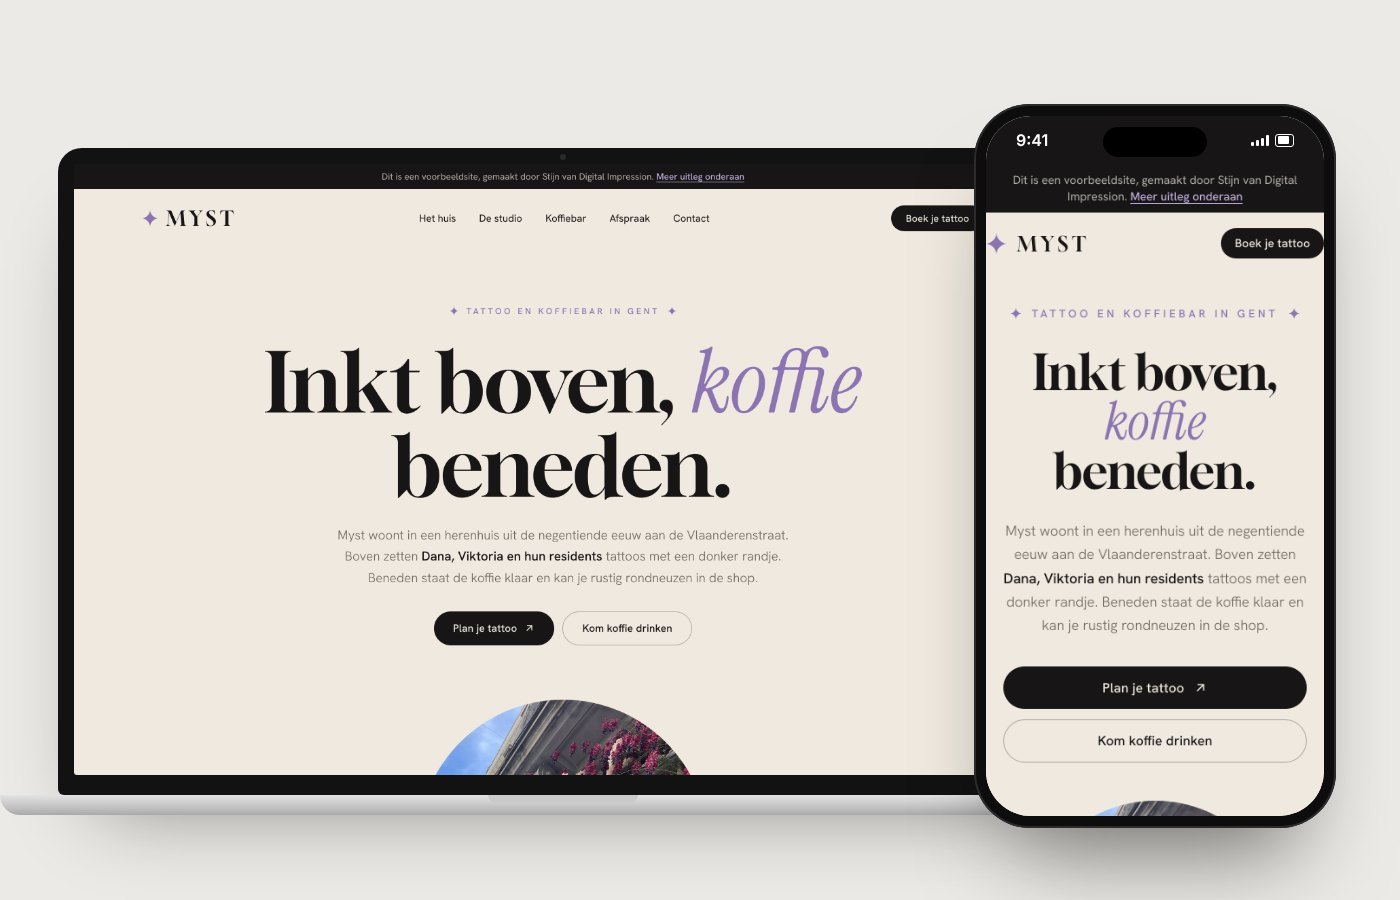 Dit is een voorbeeldsite, gemaakt door Stijn van Digital Impression. Meer uitleg onderaan
MYST
Het huis
De studio
Koffiebar
Afspraak
Contact
Boek je tattoo
TATTOO EN KOFFIEBAR IN GENT
Inkt boven, koffie
beneden.
Myst woont in een herenhuis uit de negentiende eeuw aan de Vlaanderenstraat.
Boven zetten Dana, Viktoria en hun residents tattoos met een donker randje.
Beneden staat de koffie klaar en kan je rustig rondneuzen in de shop.
Plan je tattoo
Kom koffie drinken
9:41
Dit is een voorbeeldsite, gemaakt door Stijn van Digital
Impression. Meer uitleg onderaan
MYST
Boek je tattoo
TATTOO EN KOFFIEBAR IN GENT
Inkt boven,
koffie
beneden.
Myst woont in een herenhuis uit de negentiende
eeuw aan de Vlaanderenstraat. Boven zetten
Dana, Viktoria en hun residents tattoos met een
donker randje. Beneden staat de koffie klaar en
kan je rustig rondneuzen in de shop.
Plan je tattoo
Kom koffie drinken